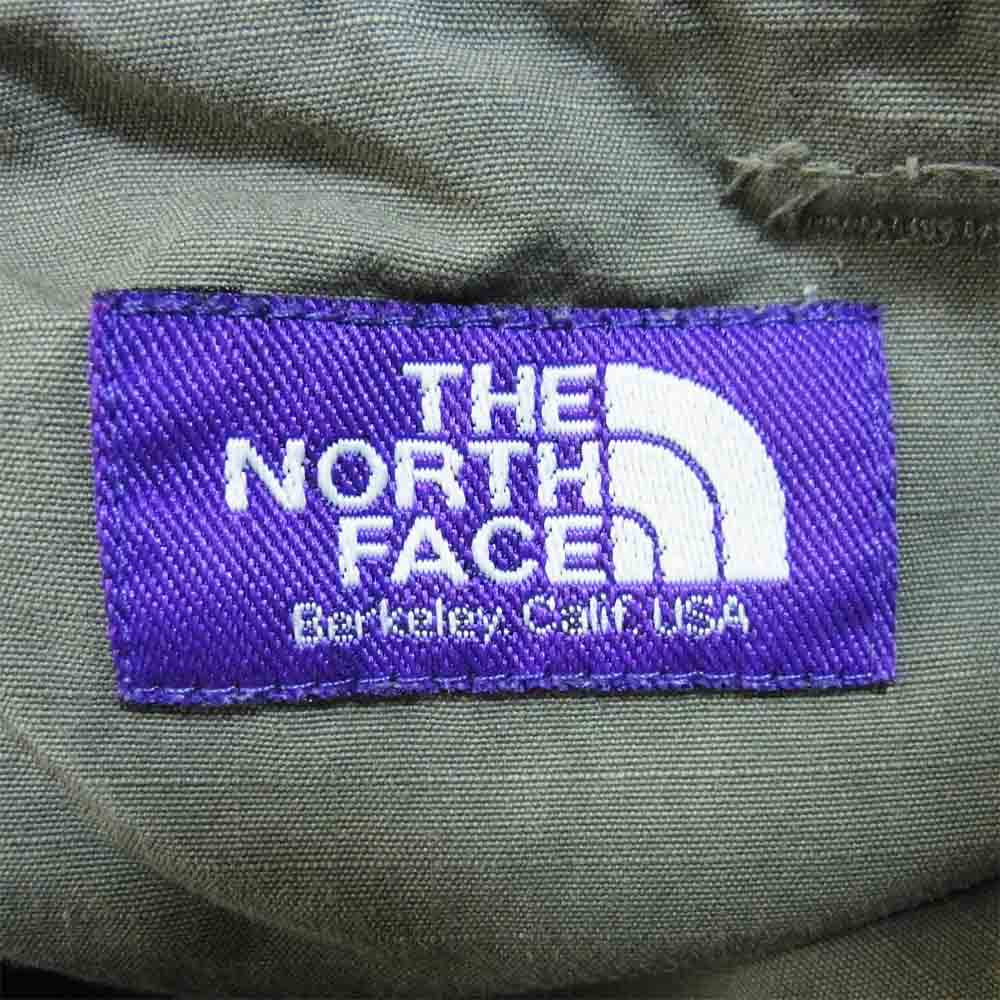 THE
NORTH
FACE
Berkeley, Calif. USA